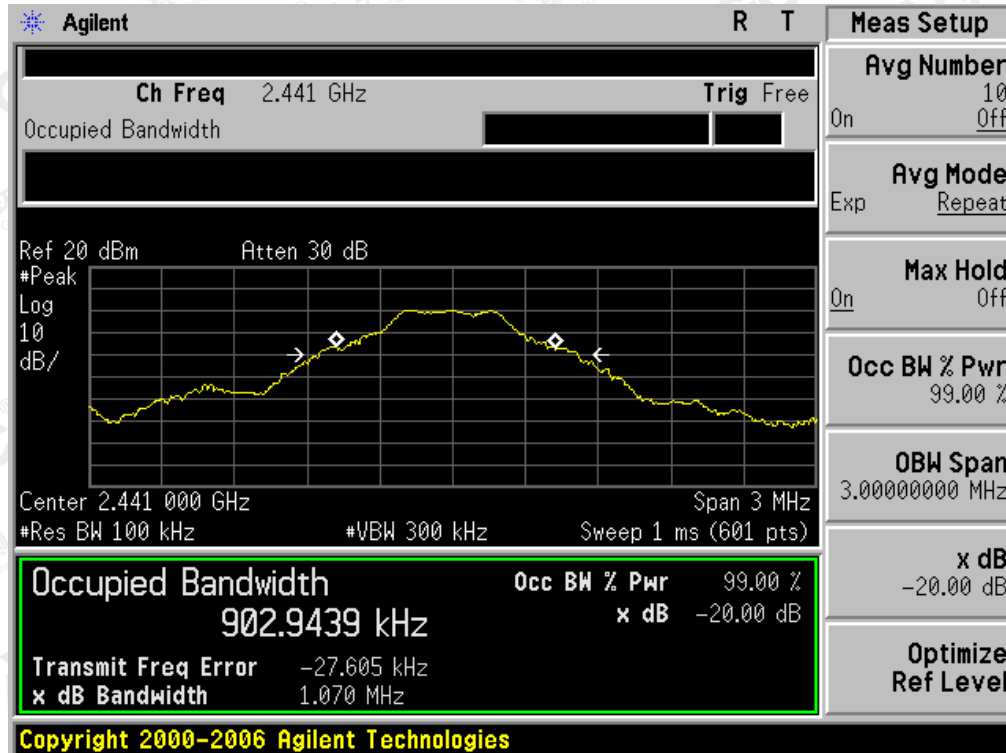 Agilent
R T
Meas Setup
Ch Freq 2.441 GHz
Trig Free
Occupied Bandwidth
Ref 20 dBm
Atten 30 dB
#Peak
Log
10
dB/
Center 2.441 000 GHz
Span 3 MHz
#Res BW 100 kHz
#VBW 300 kHz
Sweep 1 ms (601 pts)
Occupied Bandwidth
902.9439 kHz
Occ BW % Pwr 99.00 %
x dB -20.00 dB
Transmit Freq Error -27.605 kHz
x dB Bandwidth 1.070 MHz
Copyright 2000-2006 Agilent Technologies
Avg Number
10
On Off
Avg Mode
Exp Repeat
Max Hold
On Off
Occ BW % Pwr
99.00 %
OBW Span
3.00000000 MHz
x dB
-20.00 dB
Optimize
Ref Level